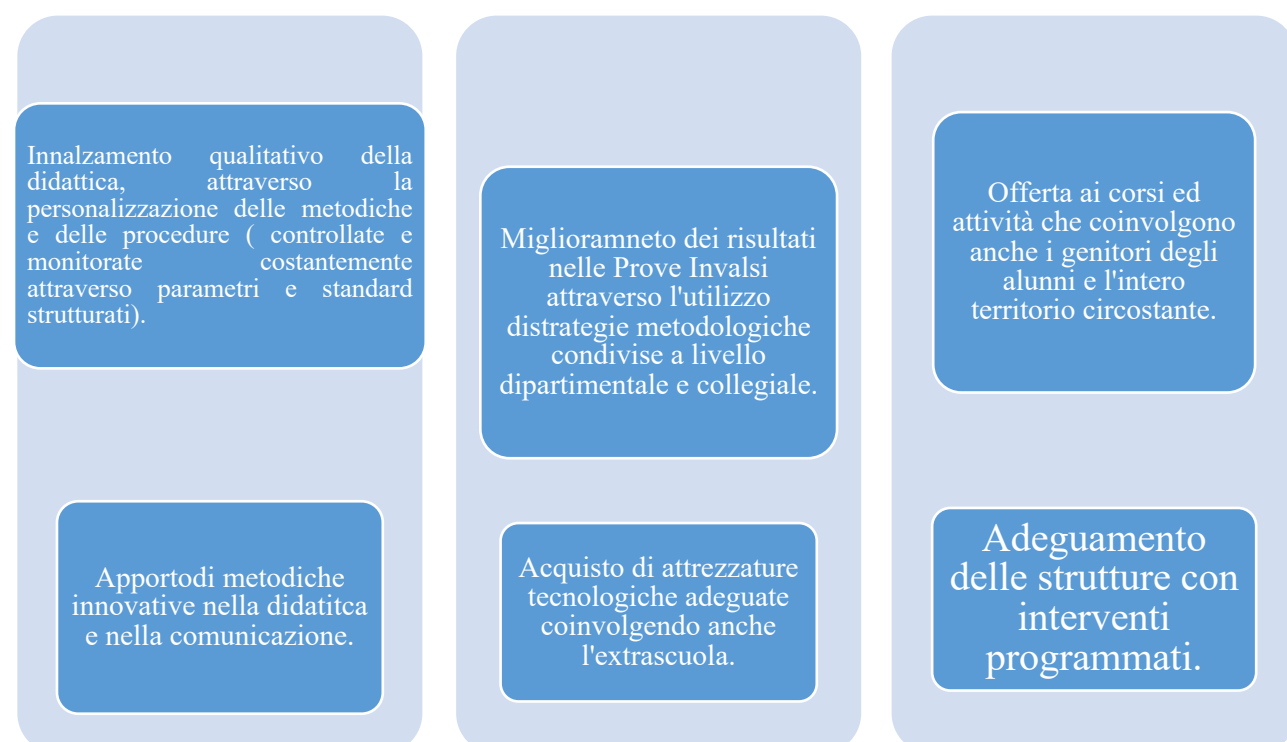 Innalzamento qualitativo della
didattica, attraverso la
personalizzazione delle metodiche
e delle procedure ( controllate e
monitorate costantemente
attraverso parametri e standard
strutturati).
Apportodi metodiche
innovative nella didatitca
e nella comunicazione.
Miglioramneto dei risultati
nelle Prove Invalsi
attraverso l'utilizzo
distrategie metodologiche
condivise a livello
dipartimentale e collegiale.
Acquisto di attrezzature
tecnologiche adeguate
coinvolgendo anche
l'extrascuola.
Offerta ai corsi ed
attività che coinvolgono
anche i genitori degli
alunni e l'intero
territorio circostante.
Adeguamento
delle strutture con
interventi
programmati.